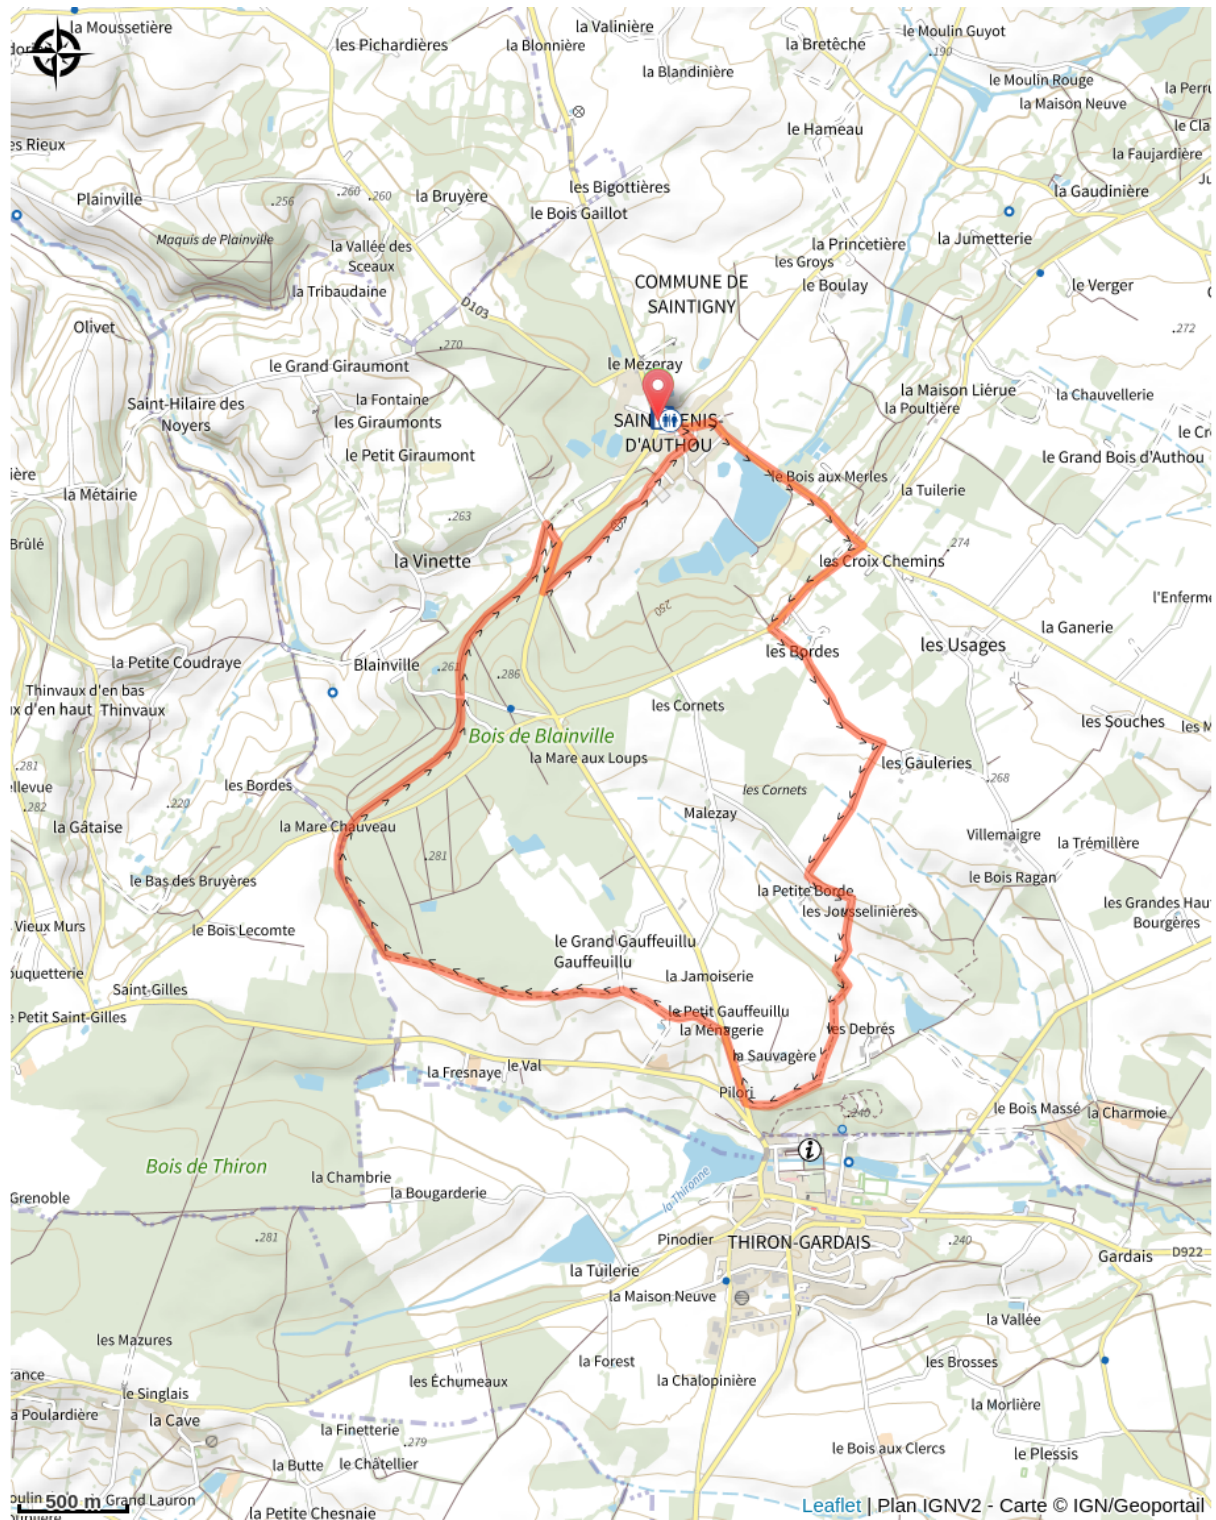 la Moussetière
les Pichardières
la Valinière
la Blonnière
la Blandinière
la Bretêche
le Moulin Guyot
.190
le Moulin Rouge
la Maison Neuve
le Hameau
la Faujardière
la Gaudinière
es Rieux
Plainville
.256
.260
.260
la Bruyère
les Bigottières
le Bois Gaillot
Maquis de Plainville
la Vallée des
Sceaux
la Tribaudaine
la Princetière
les Groys
le Boulay
la Jumetterie
le Verger
COMMUNE DE
SAINTIGNY
D103
Olivet
.270
.272
le Grand Giraumont
le Mezeray
la Fontaine
les Giraumonts
Saint-Hilaire des
Noyers
la Maison Liérue
la Poultière
la Chauvellerie
D'AUTHOU
le Petit Giraumont
le Grand Bois d'Authou
le Bois aux Merles
la Tuilerie
la Métairie
.263
.274
Brûlé
la Vinette
les Croix Chemins
250
la Ganerie
les Usages
les Bordes
la Petite Coudraye
Blainville
.261
.286
Thinvaux d'en bas
x d'en haut
Thinvaux
les Cornets
les Souches
Bois de Blainville
la Mare aux Loups
les Gauleries
.268
.281
ellevue
.282
les Bordes
.220
les Cornets
Malezay
la Gâtaise
la Mare Chauveau
Villemaigre
la Trémillère
.281
le Bas des Bruyères
la Petite Borde
les Jousselinières
le Bois Ragan
les Grandes Hau
Bourgères
Vieux Murs
le Bois Lecomte
le Grand Gauffeuillu
Gauffeuillu
la Jamoiserie
ouquetterie
Saint-Gilles
e Petit Saint-Gilles
le Petit Gauffeuillu
la Ménagerie
les Debrés
la Sauvagère
la Fresnaye
le Val
Pilori
.240
le Bois Massé
la Charmoie
Bois de Thiron
la Chambrie
la Bougarderie
la Thironne
Grenoble
.281
Pinodier
THIRON-GARDAIS
.240
Gardais
D922
la Tuilerie
la Maison Neuve
la Vallée
les Mazures
la Forest
les Brosses
les Échumeaux
la Chalopinière
le Singlais
la Morlière
a Poulardière
la Cave
la Finetterie
.279
le Bois aux Clercs
le Plessis
la Butte
le Châtellier
500 m
Grand Lauron
la Petite Chesnaie
Leaflet | Plan IGNV2 - Carte © IGN/Geoportail